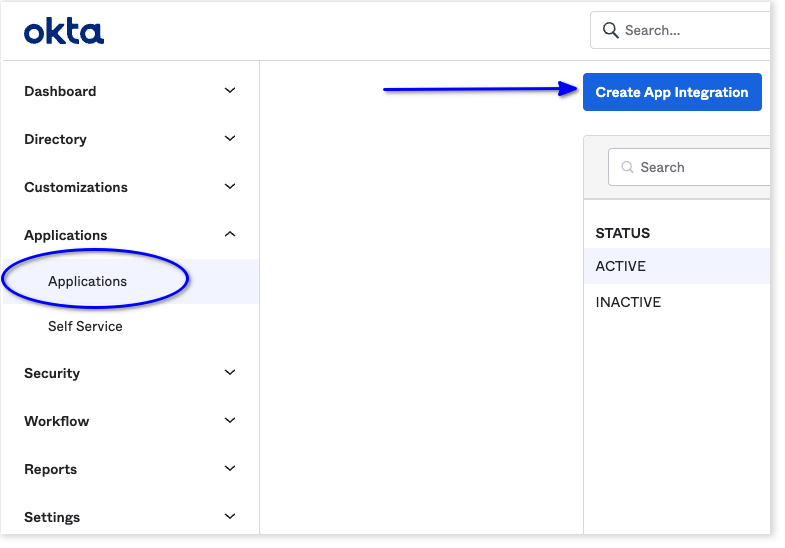 okta
Search...
Dashboard
Create App Integration
Directory
Search
Customizations
Applications
STATUS
Applications
ACTIVE
INACTIVE
Self Service
Security
Workflow
Reports
Settings